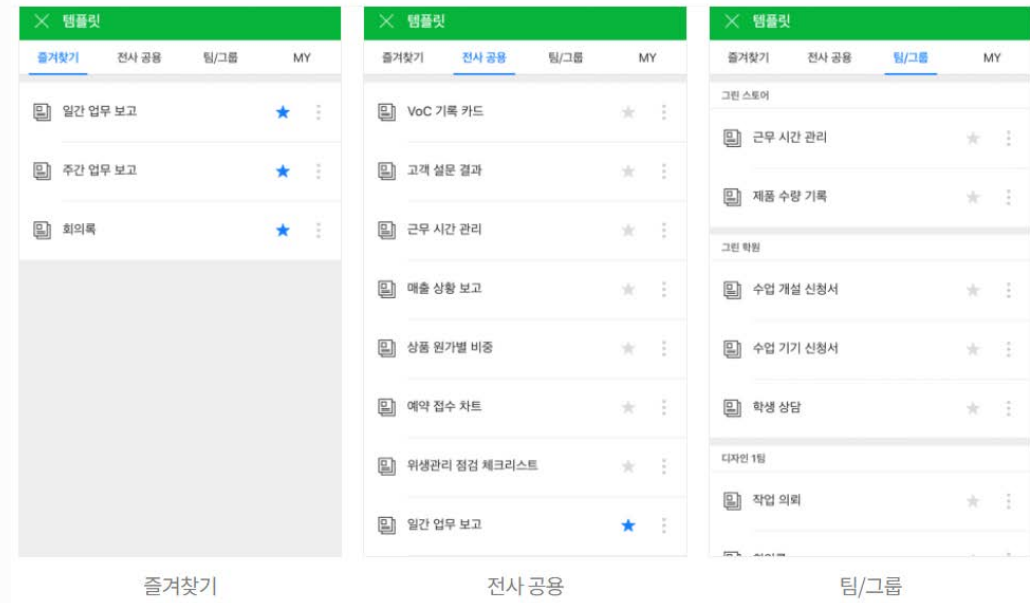 템플릿
즐겨찾기 전사 공용 팀/그룹 MY
일간 업무 보고
주간 업무 보고
회의록
즐겨찾기
템플릿
즐겨찾기 전사 공용 팀/그룹 MY
VoC 기록 카드
고객 설문 결과
근무 시간 관리
매출 상황 보고
상품 원가별 비중
예약 접수 차트
위생관리 점검 체크리스트
일간 업무 보고
전사 공용
템플릿
즐겨찾기 전사 공용 팀/그룹 MY
그린 스토어
근무 시간 관리
제품 수량 기록
그린 학원
수업 개설 신청서
수업 기기 신청서
학생 상담
디자인 1팀
작업 의뢰
팀/그룹